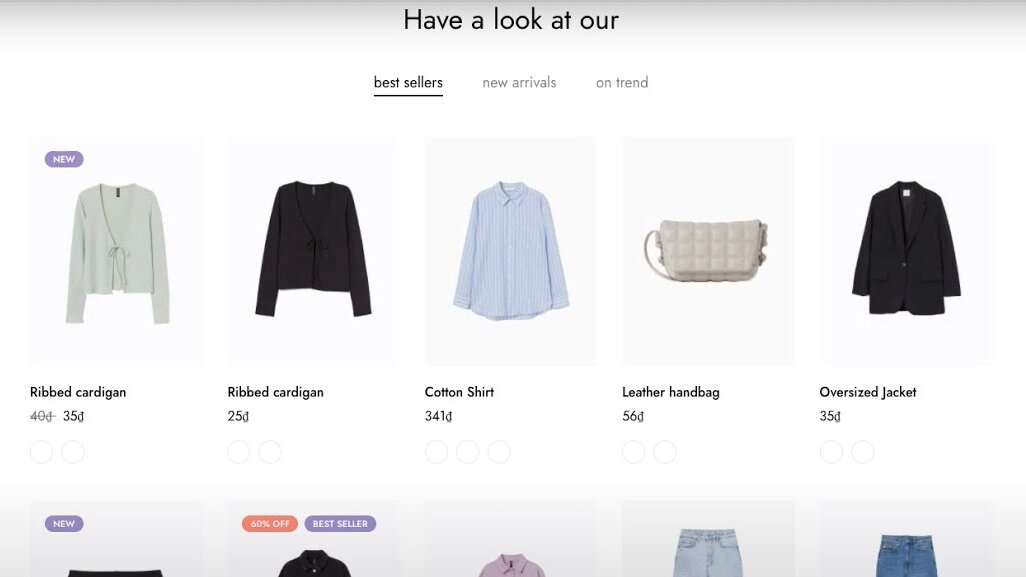 Have a look at our
best sellers
new arrivals
on trend
NEW
Ribbed cardigan
40₫ 35₫
Ribbed cardigan
25₫
Cotton Shirt
341₫
Leather handbag
56₫
Oversized Jacket
35₫
NEW
60% OFF
BEST SELLER